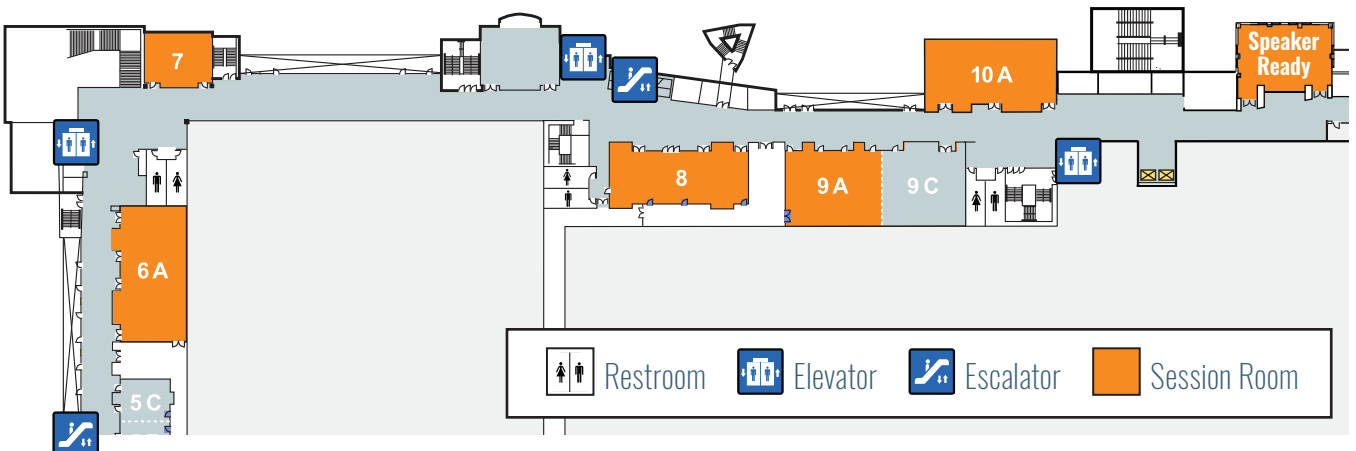 7
10 A
Speaker
Ready
8
9 A
9 C
6 A
5 C
Restroom
Elevator
Escalator
Session Room